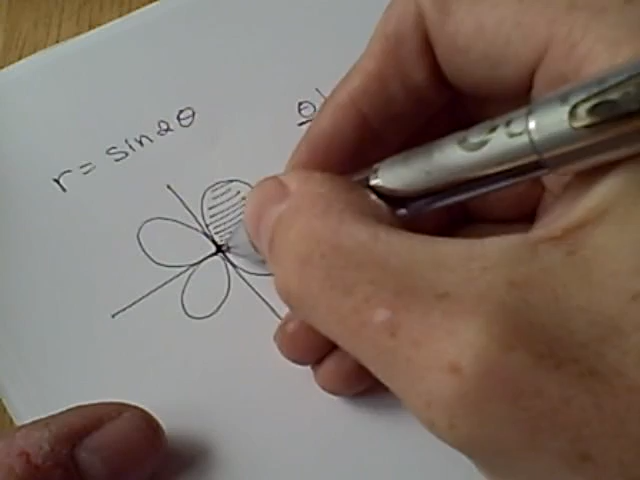 r = sin2θ
θ